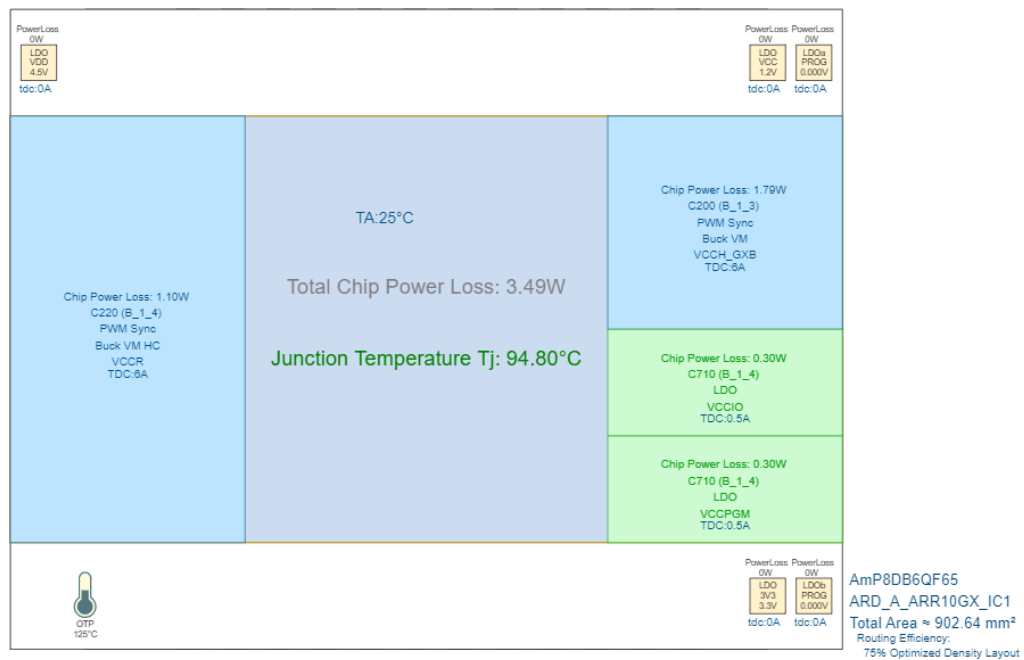 PowerLoss
0W
LDO
VDD
4.5V
tdc:0A
PowerLoss
0W
LDO
VCC
1.2V
tdc:0A
PowerLoss
0W
LDOa
PROG
0.000V
tdc:0A
Chip Power Loss: 1.10W
C220 (B_1_4)
PWM Sync
Buck VM HC
VCCR
TDC:6A
TA:25°C
Total Chip Power Loss: 3.49W
Junction Temperature Tj: 94.80°C
Chip Power Loss: 1.79W
C200 (B_1_3)
PWM Sync
Buck VM
VCCH_GXB
TDC:6A
Chip Power Loss: 0.30W
C710 (B_1_4)
LDO
VCCIO
TDC:0.5A
Chip Power Loss: 0.30W
C710 (B_1_4)
LDO
VCCPGM
TDC:0.5A
OTP
125°C
PowerLoss
0W
LDO
3V3
3.3V
tdc:0A
PowerLoss
0W
LDOb
PROG
0.000V
tdc:0A
AmP8DB6QF65
ARD_A_ARR10GX_IC1
Total Area ≈ 902.64 mm²
Routing Efficiency:
75% Optimized Density Layout